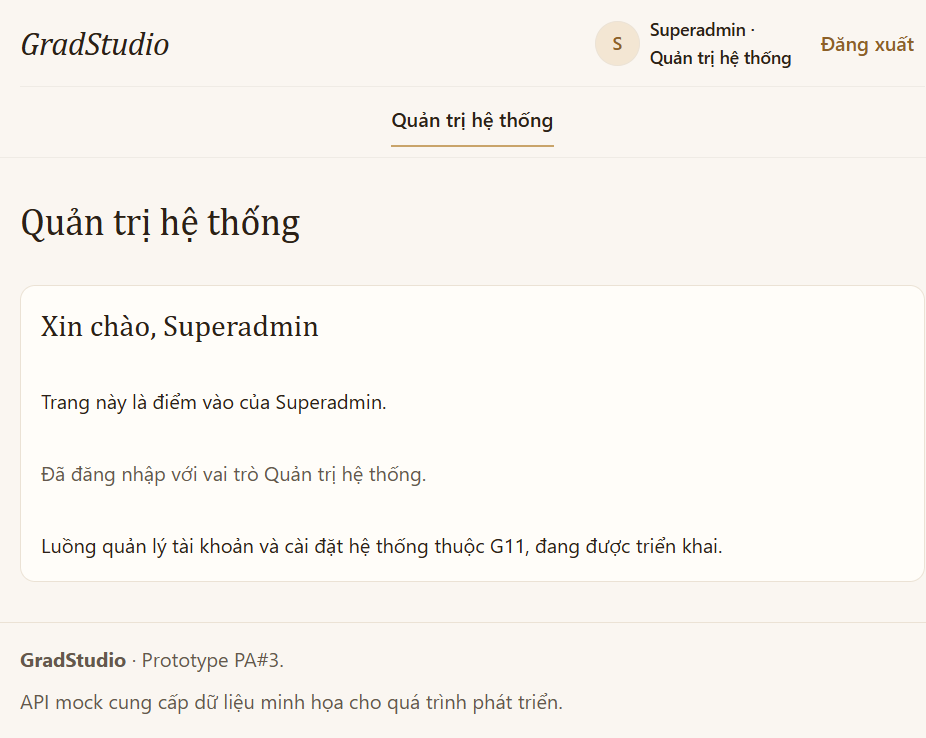 GradStudio
S
Superadmin ·
Quản trị hệ thống
Đăng xuất
Quản trị hệ thống
Quản trị hệ thống
Xin chào, Superadmin
Trang này là điểm vào của Superadmin.
Đã đăng nhập với vai trò Quản trị hệ thống.
Luồng quản lý tài khoản và cài đặt hệ thống thuộc G11, đang được triển khai.
GradStudio · Prototype PA#3.
API mock cung cấp dữ liệu minh họa cho quá trình phát triển.